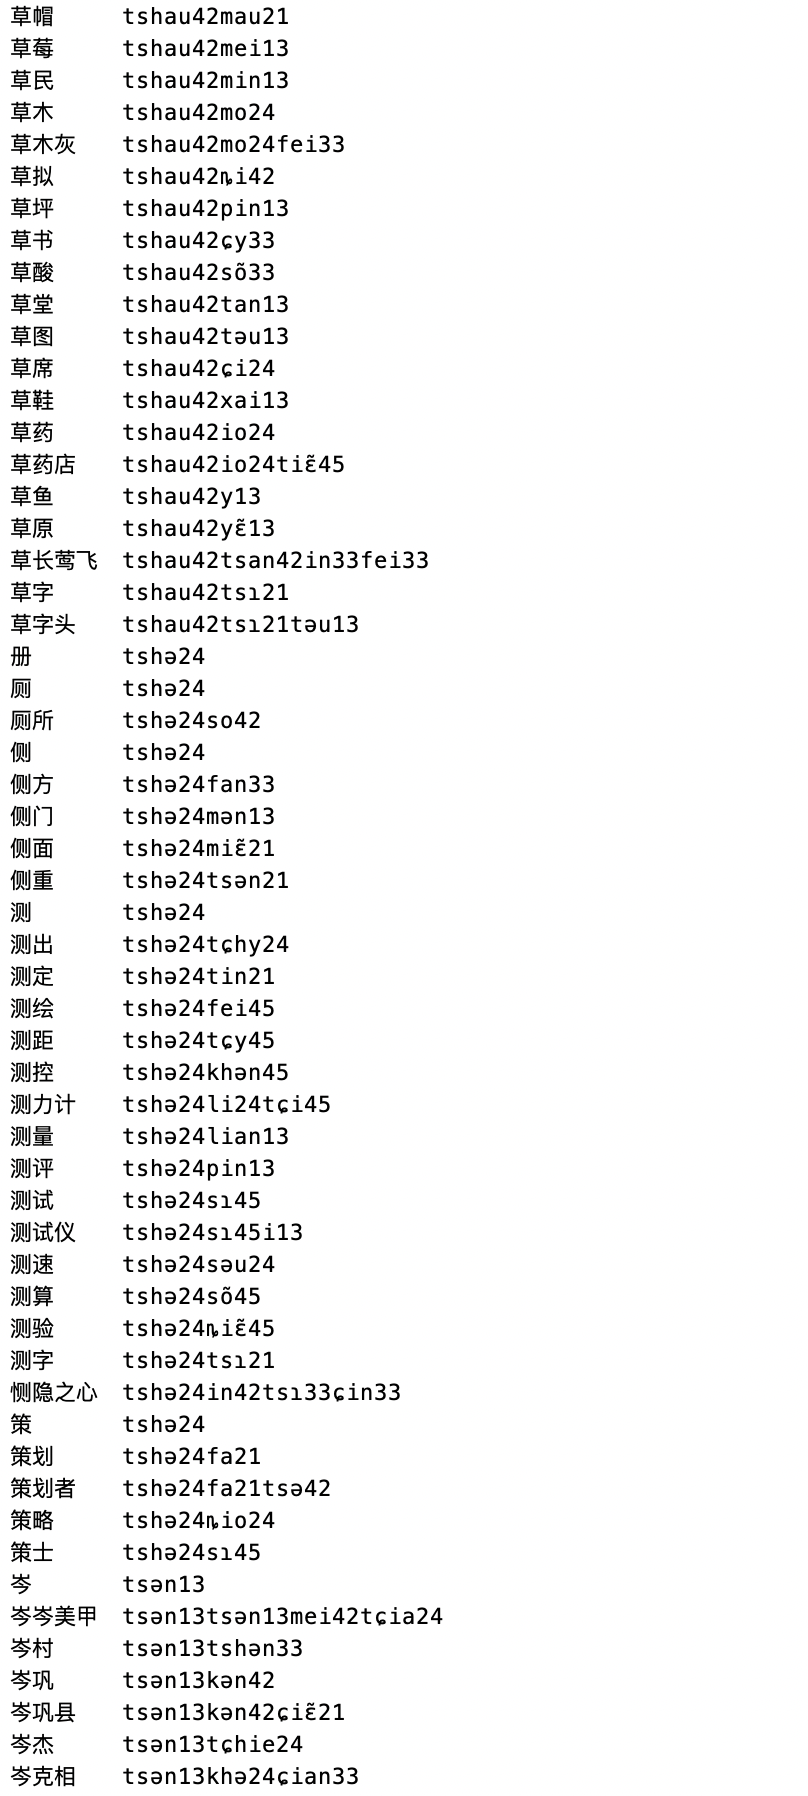 草帽 tshau42mau21
草莓 tshau42mei13
草民 tshau42min13
草木 tshau42mo24
草木灰 tshau42mo24fei33
草拟 tshau42ȵi42
草坪 tshau42pin13
草书 tshau42ɕy33
草酸 tshau42sõ33
草堂 tshau42tan13
草图 tshau42təu13
草席 tshau42ɕi24
草鞋 tshau42xai13
草药 tshau42io24
草药店 tshau42io24tiɛ̃45
草鱼 tshau42y13
草原 tshau42yɛ̃13
草长莺飞 tshau42tsan42in33fei33
草字 tshau42tsɿ21
草字头 tshau42tsɿ21təu13
册 tshə24
厕 tshə24
厕所 tshə24so42
侧 tshə24
侧方 tshə24fan33
侧门 tshə24mən13
侧面 tshə24miɛ̃21
侧重 tshə24tsən21
测 tshə24
测出 tshə24tɕhy24
测定 tshə24tin21
测绘 tshə24fei45
测距 tshə24tɕy45
测控 tshə24khən45
测力计 tshə24li24tɕi45
测量 tshə24lian13
测评 tshə24pin13
测试 tshə24sɿ45
测试仪 tshə24sɿ45i13
测速 tshə24səu24
测算 tshə24sõ45
测验 tshə24ȵiɛ̃45
测字 tshə24tsɿ21
恻隐之心 tshə24in42tsɿ33ɕin33
策 tshə24
策划 tshə24fa21
策划者 tshə24fa21tsə42
策略 tshə24ȵio24
策士 tshə24sɿ45
岑 tsən13
岑岑美甲 tsən13tsən13mei42tɕia24
岑村 tsən13tshən33
岑巩 tsən13kən42
岑巩县 tsən13kən42ɕiɛ̃21
岑杰 tsən13tɕhie24
岑克相 tsən13khə24ɕian33